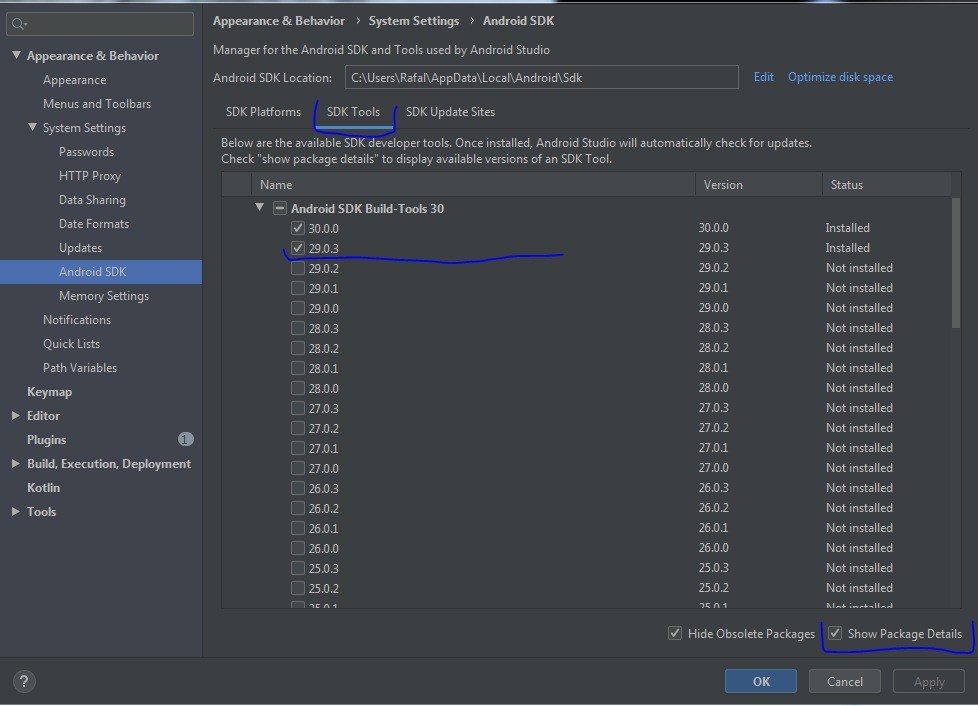 Appearance & Behavior
Appearance
Menus and Toolbars
System Settings
Passwords
HTTP Proxy
Data Sharing
Date Formats
Updates
Android SDK
Memory Settings
Notifications
Quick Lists
Path Variables
Keymap
Editor
Plugins 1
Build, Execution, Deployment
Kotlin
Tools
Appearance & Behavior › System Settings › Android SDK
Manager for the Android SDK and Tools used by Android Studio
Android SDK Location: C:\Users\Rafal\AppData\Local\Android\Sdk Edit Optimize disk space
SDK Platforms SDK Tools SDK Update Sites
Below are the available SDK developer tools. Once installed, Android Studio will automatically check for updates.
Check "show package details" to display available versions of an SDK Tool.
Name Version Status
Android SDK Build-Tools 30
30.0.0 30.0.0 Installed
29.0.3 29.0.3 Installed
29.0.2 29.0.2 Not installed
29.0.1 29.0.1 Not installed
29.0.0 29.0.0 Not installed
28.0.3 28.0.3 Not installed
28.0.2 28.0.2 Not installed
28.0.1 28.0.1 Not installed
28.0.0 28.0.0 Not installed
27.0.3 27.0.3 Not installed
27.0.2 27.0.2 Not installed
27.0.1 27.0.1 Not installed
27.0.0 27.0.0 Not installed
26.0.3 26.0.3 Not installed
26.0.2 26.0.2 Not installed
26.0.1 26.0.1 Not installed
26.0.0 26.0.0 Not installed
25.0.3 25.0.3 Not installed
25.0.2 25.0.2 Not installed
25.0.1 25.0.1 Not installed
Hide Obsolete Packages Show Package Details
? OK Cancel Apply